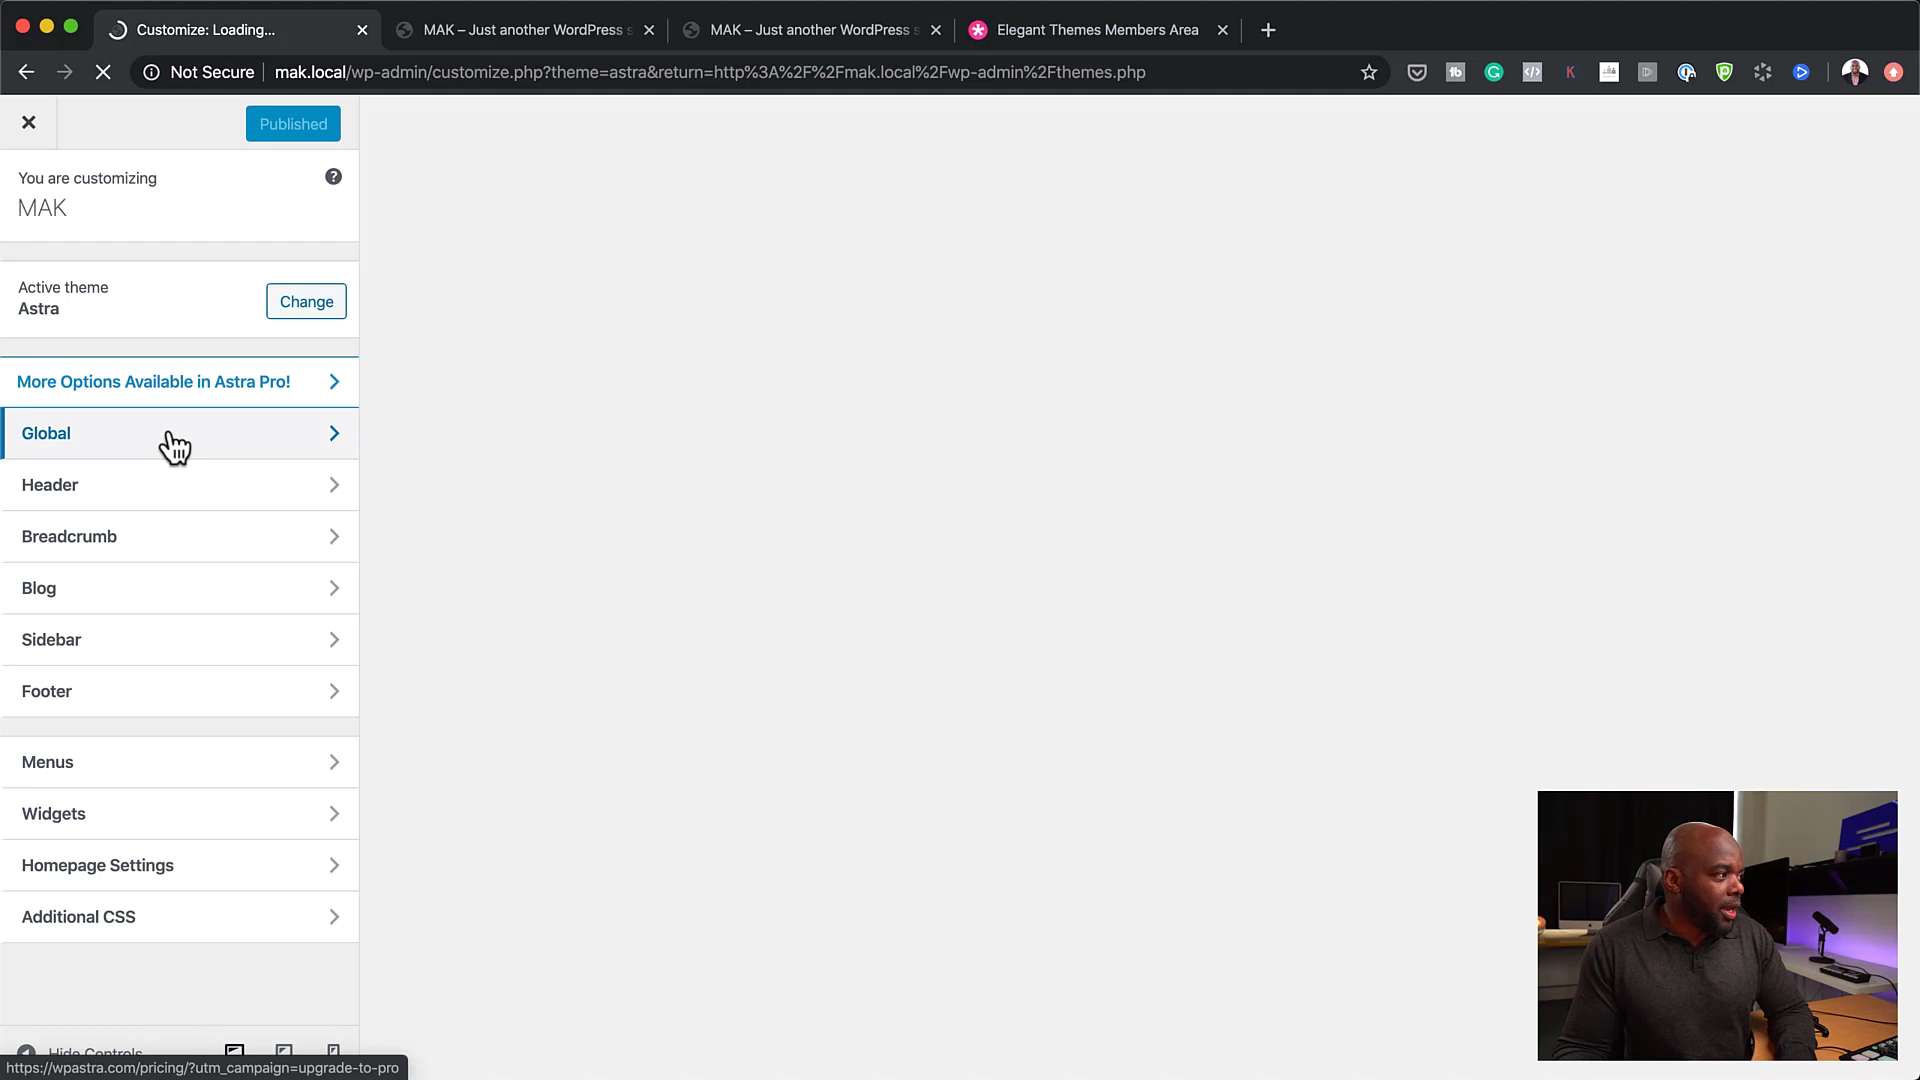 Customize: Loading...
MAK – Just another WordPress s
MAK – Just another WordPress s
Elegant Themes Members Area
Not Secure
mak.local/wp-admin/customize.php?theme=astra&return=http%3A%2F%2Fmak.local%2Fwp-admin%2Fthemes.php
Published
You are customizing
MAK
Active theme
Astra
Change
More Options Available in Astra Pro!
Global
Header
Breadcrumb
Blog
Sidebar
Footer
Menus
Widgets
Homepage Settings
Additional CSS
Hide Controls
https://wpastra.com/pricing/?utm_campaign=upgrade-to-pro